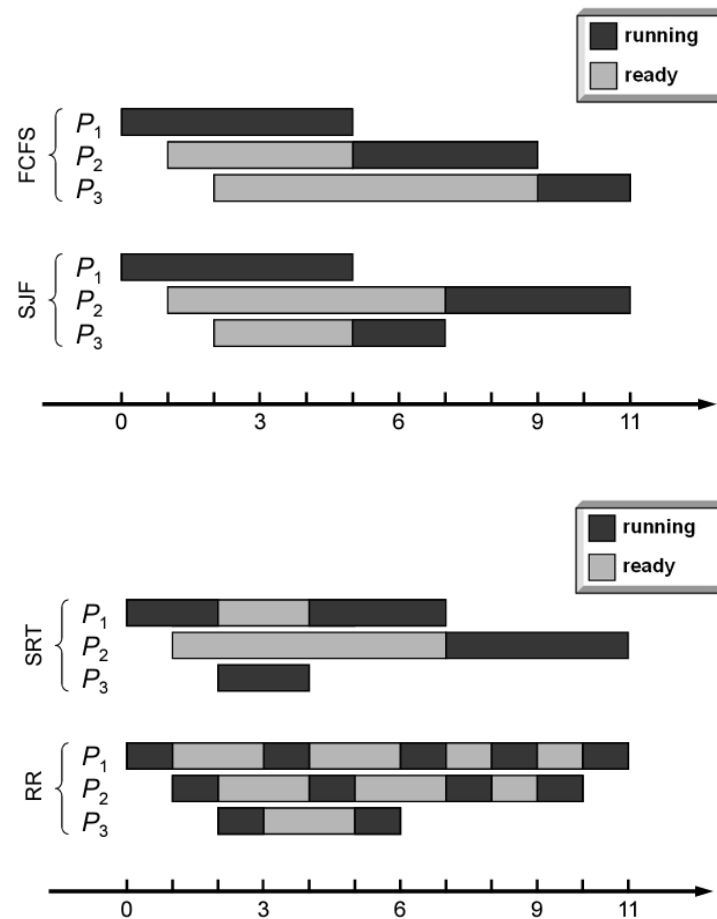 running
ready
FCFS
P1
P2
P3
SJF
P1
P2
P3
0 3 6 9 11
running
ready
SRT
P1
P2
P3
RR
P1
P2
P3
0 3 6 9 11